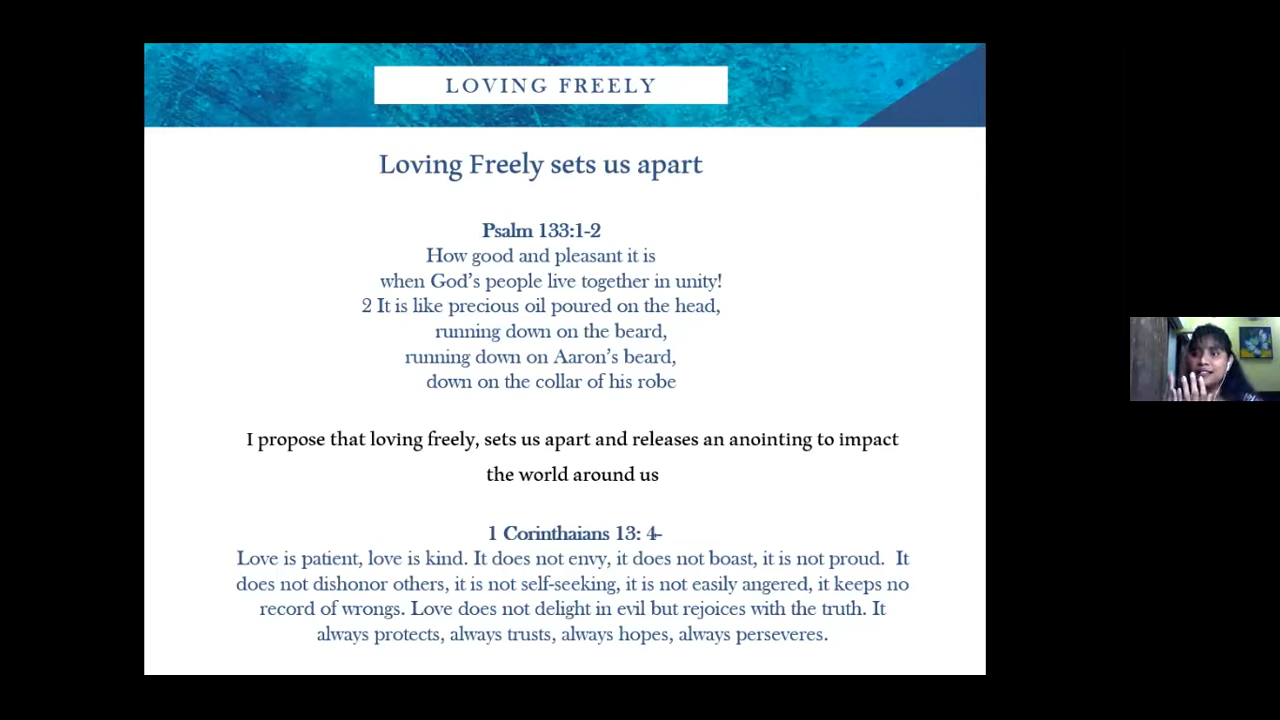 LOVING FREELY
Loving Freely sets us apart
Psalm 133:1-2
How good and pleasant it is
when God's people live together in unity!
2 It is like precious oil poured on the head,
running down on the beard,
running down on Aaron's beard,
down on the collar of his robe
I propose that loving freely, sets us apart and releases an anointing to impact
the world around us
1 Corinthaians 13: 4-
Love is patient, love is kind. It does not envy, it does not boast, it is not proud.  It
does not dishonor others, it is not self-seeking, it is not easily angered, it keeps no
record of wrongs. Love does not delight in evil but rejoices with the truth. It
always protects, always trusts, always hopes, always perseveres.